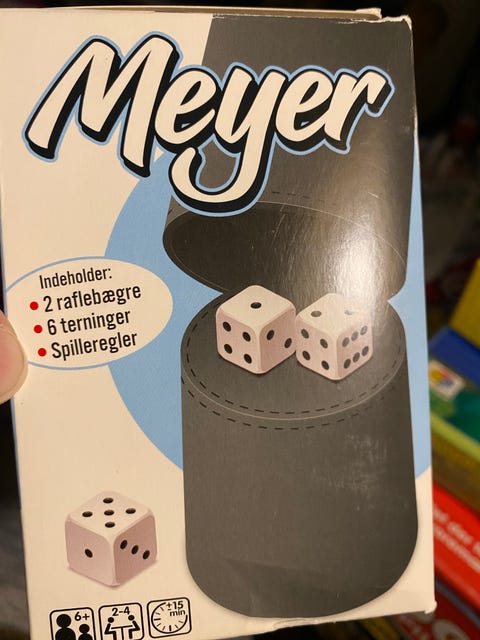 Meyer
Indeholder:
• 2 raflebægre
• 6 terninger
• Spilleregler
6+
2-4
±15
min